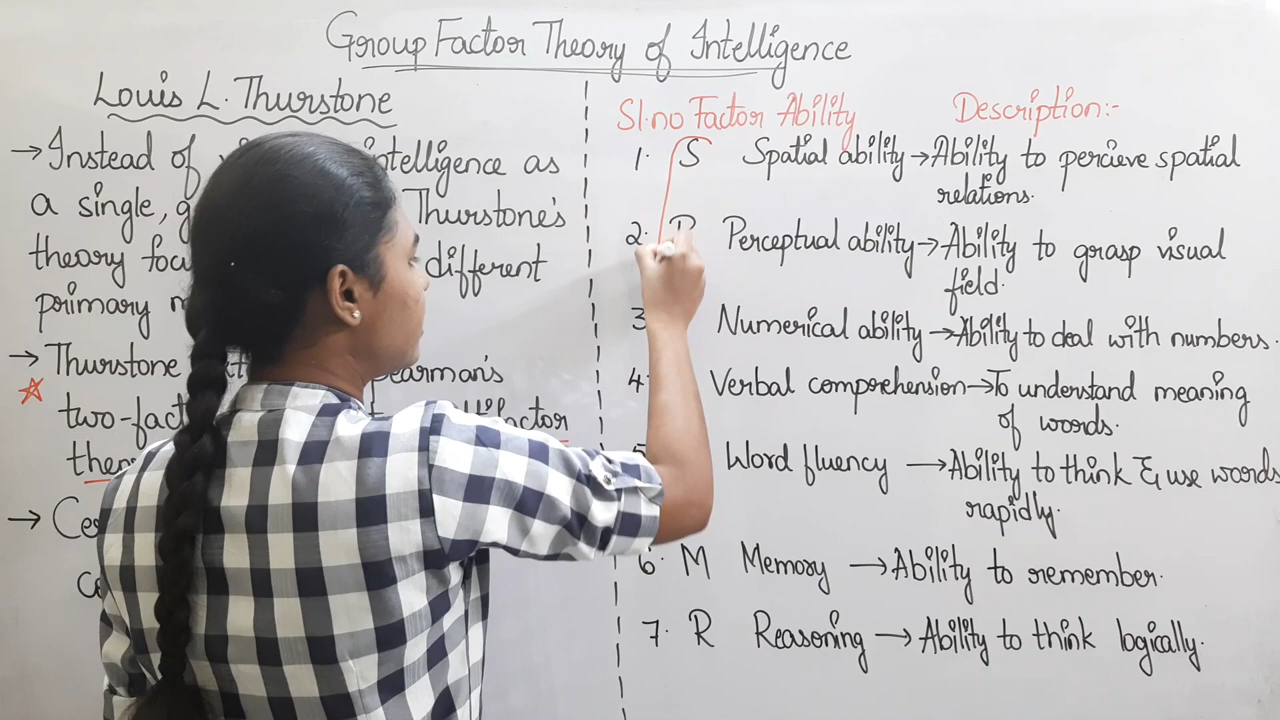 Group Factor Theory of Intelligence
Louis L. Thurstone
→ Instead of intelligence as
a single, Thurstone's
theory different
primary
→ Thurstone
two-
→
Sl.no Factor Ability Description:-
1. S Spatial ability → Ability to percieve spatial
relations.
2. P Perceptual ability → Ability to grasp visual
field.
3 Numerical ability → Ability to deal with numbers.
4. Verbal comprehension → To understand meaning
of words.
5 Word fluency → Ability to think & use words
rapidly.
6. M Memory → Ability to remember.
7. R Reasoning → Ability to think logically.